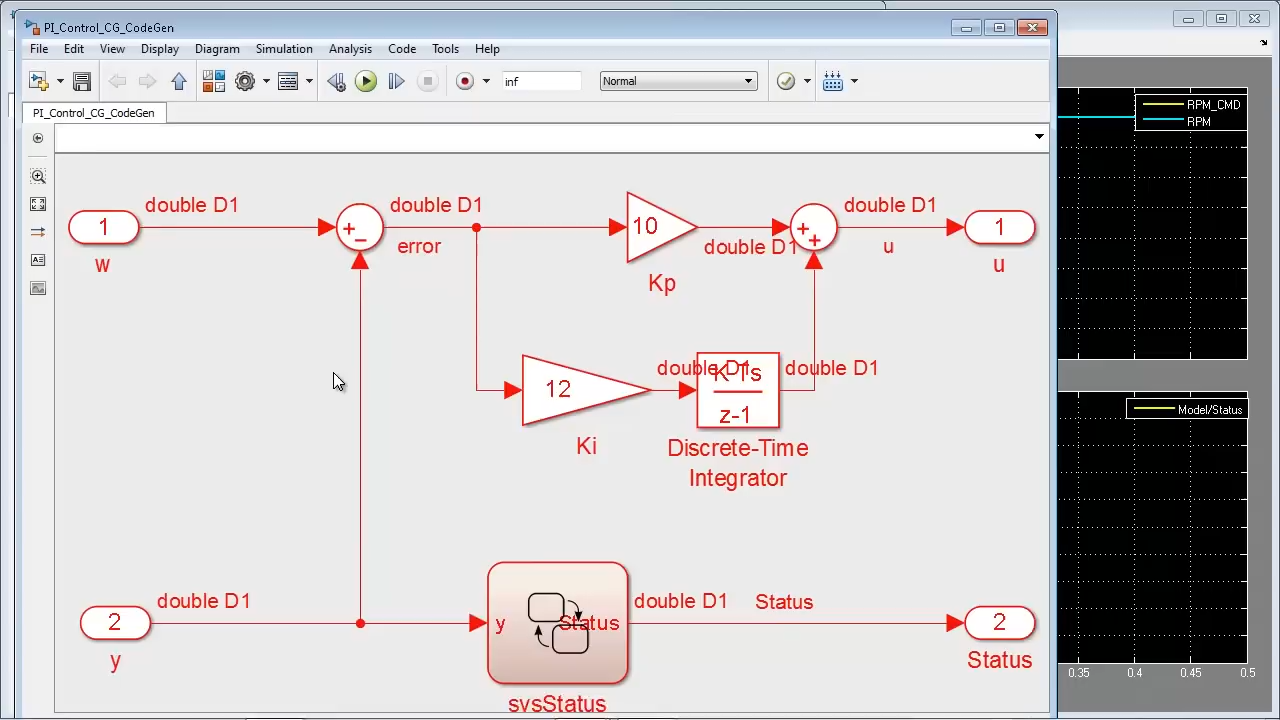 PI_Control_CG_CodeGen
File Edit View Display Diagram Simulation Analysis Code Tools Help
inf
Normal
PI_Control_CG_CodeGen
RPM_CMD
RPM
double D1
double D1
double D1
1
+
−
10
+
+
1
w
error
double D1
u
u
Kp
double D1
double D1
12
K Ts
z-1
Ki
Discrete-Time
Integrator
Model/Status
double D1
double D1
Status
2
y
Status
2
y
Status
sysStatus
0.35
0.4
0.45
0.5